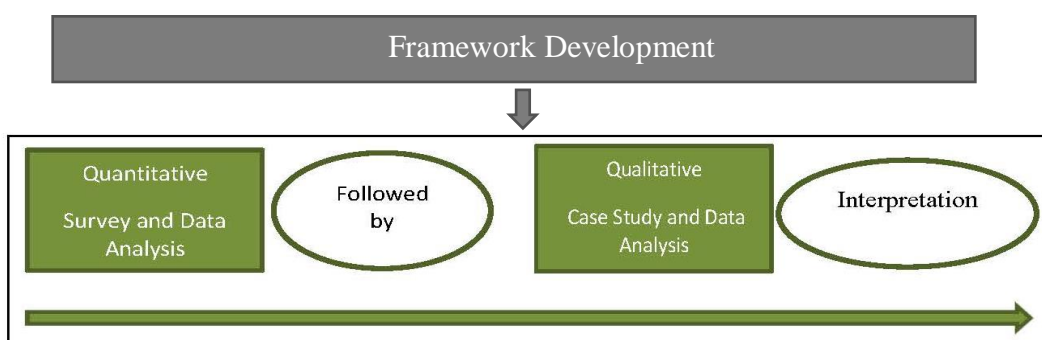 Framework Development
Quantitative
Survey and Data
Analysis
Followed
by
Qualitative
Case Study and Data
Analysis
Interpretation